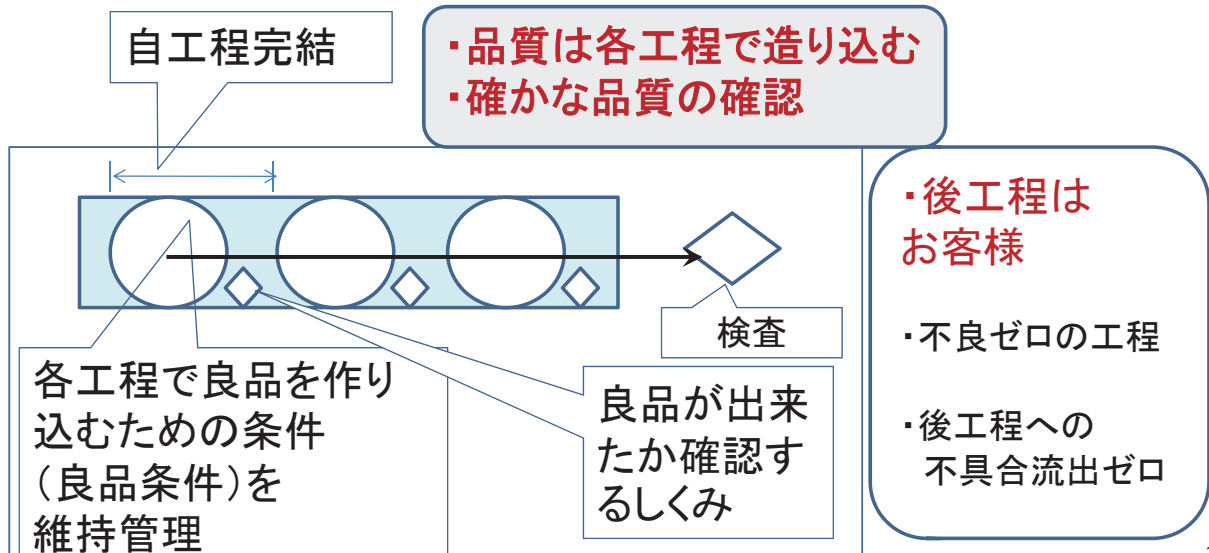 自工程完結
・品質は各工程で造り込む
・確かな品質の確認
検査
各工程で良品を作り
込むための条件
(良品条件)を
維持管理
良品が出来
たか確認す
るしくみ
・後工程は
お客様
・不良ゼロの工程
・後工程への
不具合流出ゼロ